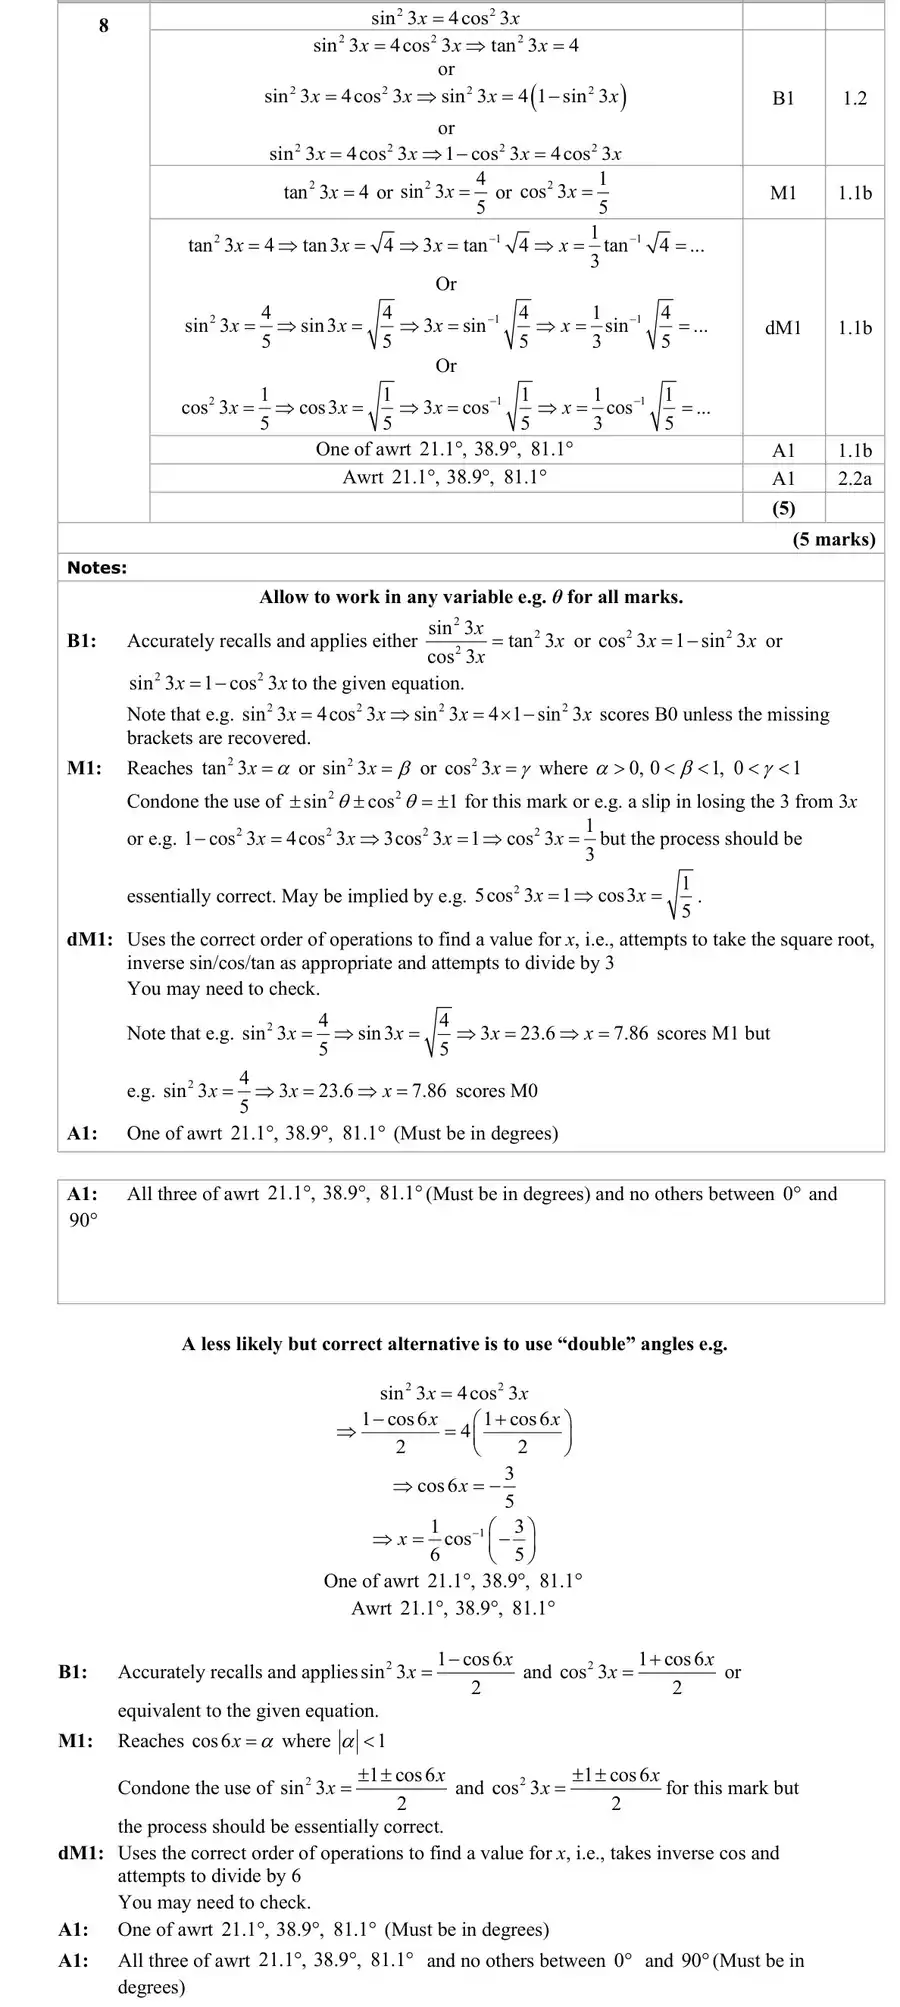 8
sin² 3x = 4cos² 3x
sin² 3x = 4cos² 3x ⇒ tan² 3x = 4
or
sin² 3x = 4cos² 3x ⇒ sin² 3x = 4(1 − sin² 3x)
or
sin² 3x = 4cos² 3x ⇒ 1 − cos² 3x = 4cos² 3x
B1 1.2
tan² 3x = 4 or sin² 3x = 4/5 or cos² 3x = 1/5
M1 1.1b
tan² 3x = 4 ⇒ tan 3x = √4 ⇒ 3x = tan⁻¹ √4 ⇒ x = 1/3 tan⁻¹ √4 = ...
Or
sin² 3x = 4/5 ⇒ sin 3x = √(4/5) ⇒ 3x = sin⁻¹ √(4/5) ⇒ x = 1/3 sin⁻¹ √(4/5) = ...
Or
cos² 3x = 1/5 ⇒ cos 3x = √(1/5) ⇒ 3x = cos⁻¹ √(1/5) ⇒ x = 1/3 cos⁻¹ √(1/5) = ...
dM1 1.1b
One of awrt 21.1°, 38.9°, 81.1° A1 1.1b
Awrt 21.1°, 38.9°, 81.1° A1 2.2a
(5)
(5 marks)
Notes:
Allow to work in any variable e.g. θ for all marks.
B1: Accurately recalls and applies either sin² 3x / cos² 3x = tan² 3x or cos² 3x = 1 − sin² 3x or
sin² 3x = 1 − cos² 3x to the given equation.
Note that e.g. sin² 3x = 4cos² 3x ⇒ sin² 3x = 4×1 − sin² 3x scores B0 unless the missing
brackets are recovered.
M1: Reaches tan² 3x = α or sin² 3x = β or cos² 3x = γ where α > 0, 0 < β < 1, 0 < γ < 1
Condone the use of ±sin² θ ± cos² θ = ±1 for this mark or e.g. a slip in losing the 3 from 3x
or e.g. 1 − cos² 3x = 4cos² 3x ⇒ 3cos² 3x = 1 ⇒ cos² 3x = 1/3 but the process should be
essentially correct. May be implied by e.g. 5cos² 3x = 1 ⇒ cos 3x = √(1/5).
dM1: Uses the correct order of operations to find a value for x, i.e., attempts to take the square root,
inverse sin/cos/tan as appropriate and attempts to divide by 3
You may need to check.
Note that e.g. sin² 3x = 4/5 ⇒ sin 3x = √(4/5) ⇒ 3x = 23.6 ⇒ x = 7.86 scores M1 but
e.g. sin² 3x = 4/5 ⇒ 3x = 23.6 ⇒ x = 7.86 scores M0
A1: One of awrt 21.1°, 38.9°, 81.1° (Must be in degrees)
A1: All three of awrt 21.1°, 38.9°, 81.1° (Must be in degrees) and no others between 0° and
90°
A less likely but correct alternative is to use “double” angles e.g.
sin² 3x = 4cos² 3x
⇒ (1 − cos 6x)/2 = 4((1 + cos 6x)/2)
⇒ cos 6x = −3/5
⇒ x = 1/6 cos⁻¹(−3/5)
One of awrt 21.1°, 38.9°, 81.1°
Awrt 21.1°, 38.9°, 81.1°
B1: Accurately recalls and applies sin² 3x = (1 − cos 6x)/2 and cos² 3x = (1 + cos 6x)/2 or
equivalent to the given equation.
M1: Reaches cos 6x = α where |α| < 1
Condone the use of sin² 3x = (±1 ± cos 6x)/2 and cos² 3x = (±1 ± cos 6x)/2 for this mark but
the process should be essentially correct.
dM1: Uses the correct order of operations to find a value for x, i.e., takes inverse cos and
attempts to divide by 6
You may need to check.
A1: One of awrt 21.1°, 38.9°, 81.1° (Must be in degrees)
A1: All three of awrt 21.1°, 38.9°, 81.1° and no others between 0° and 90° (Must be in
degrees)